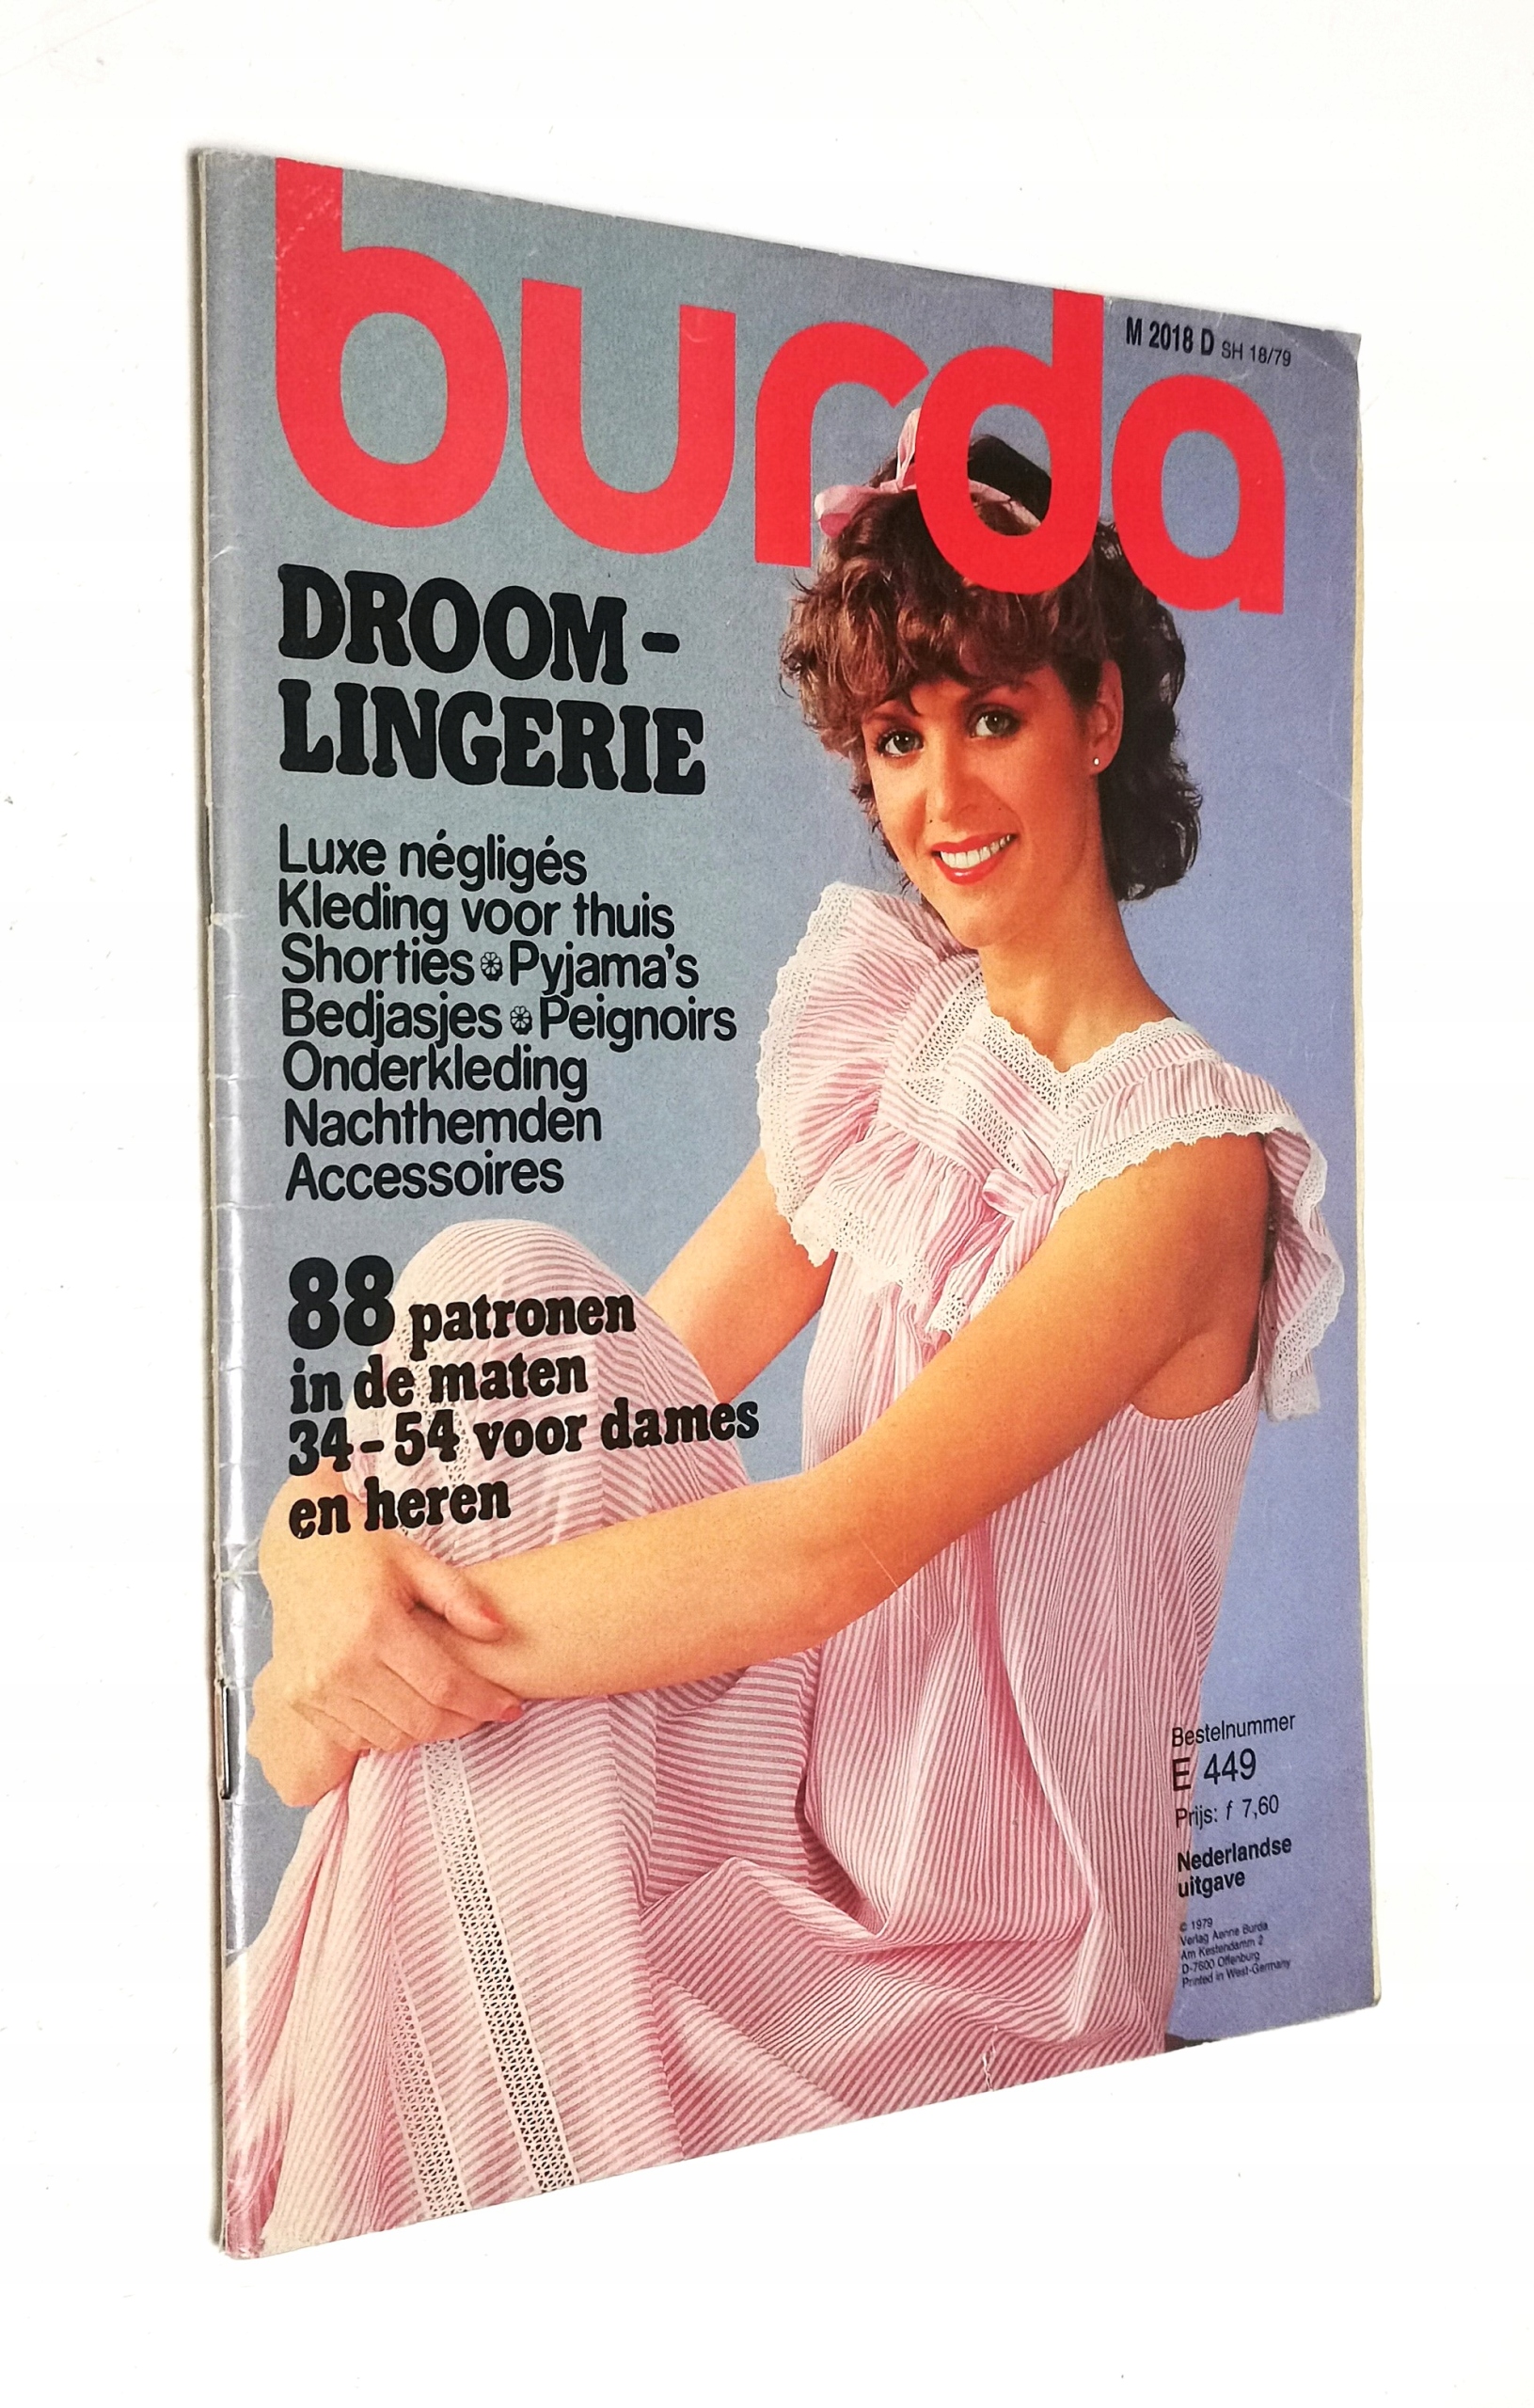 burda
M 2018 D SH 18/79
DROOM-
LINGERIE
Luxe négligés
Kleding voor thuis
Shorties Pyjama's
Bedjasjes Peignoirs
Onderkleding
Nachthemden
Accessoires
88 patronen
in de maten
34-54 voor dames
en heren
Bestelnummer
E 449
Prijs: f 7,60
Nederlandse
uitgave
© 1979
Verlag Aenne Burda
Am Kestendamm 2
D-7600 Offenburg
Printed in West-Germany